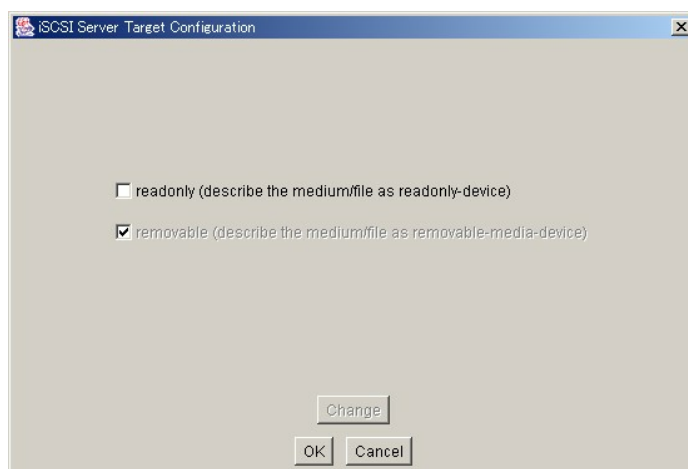 iSCSI Server Target Configuration
readonly (describe the medium/file as readonly-device)
removable (describe the medium/file as removable-media-device)
Change
OK Cancel